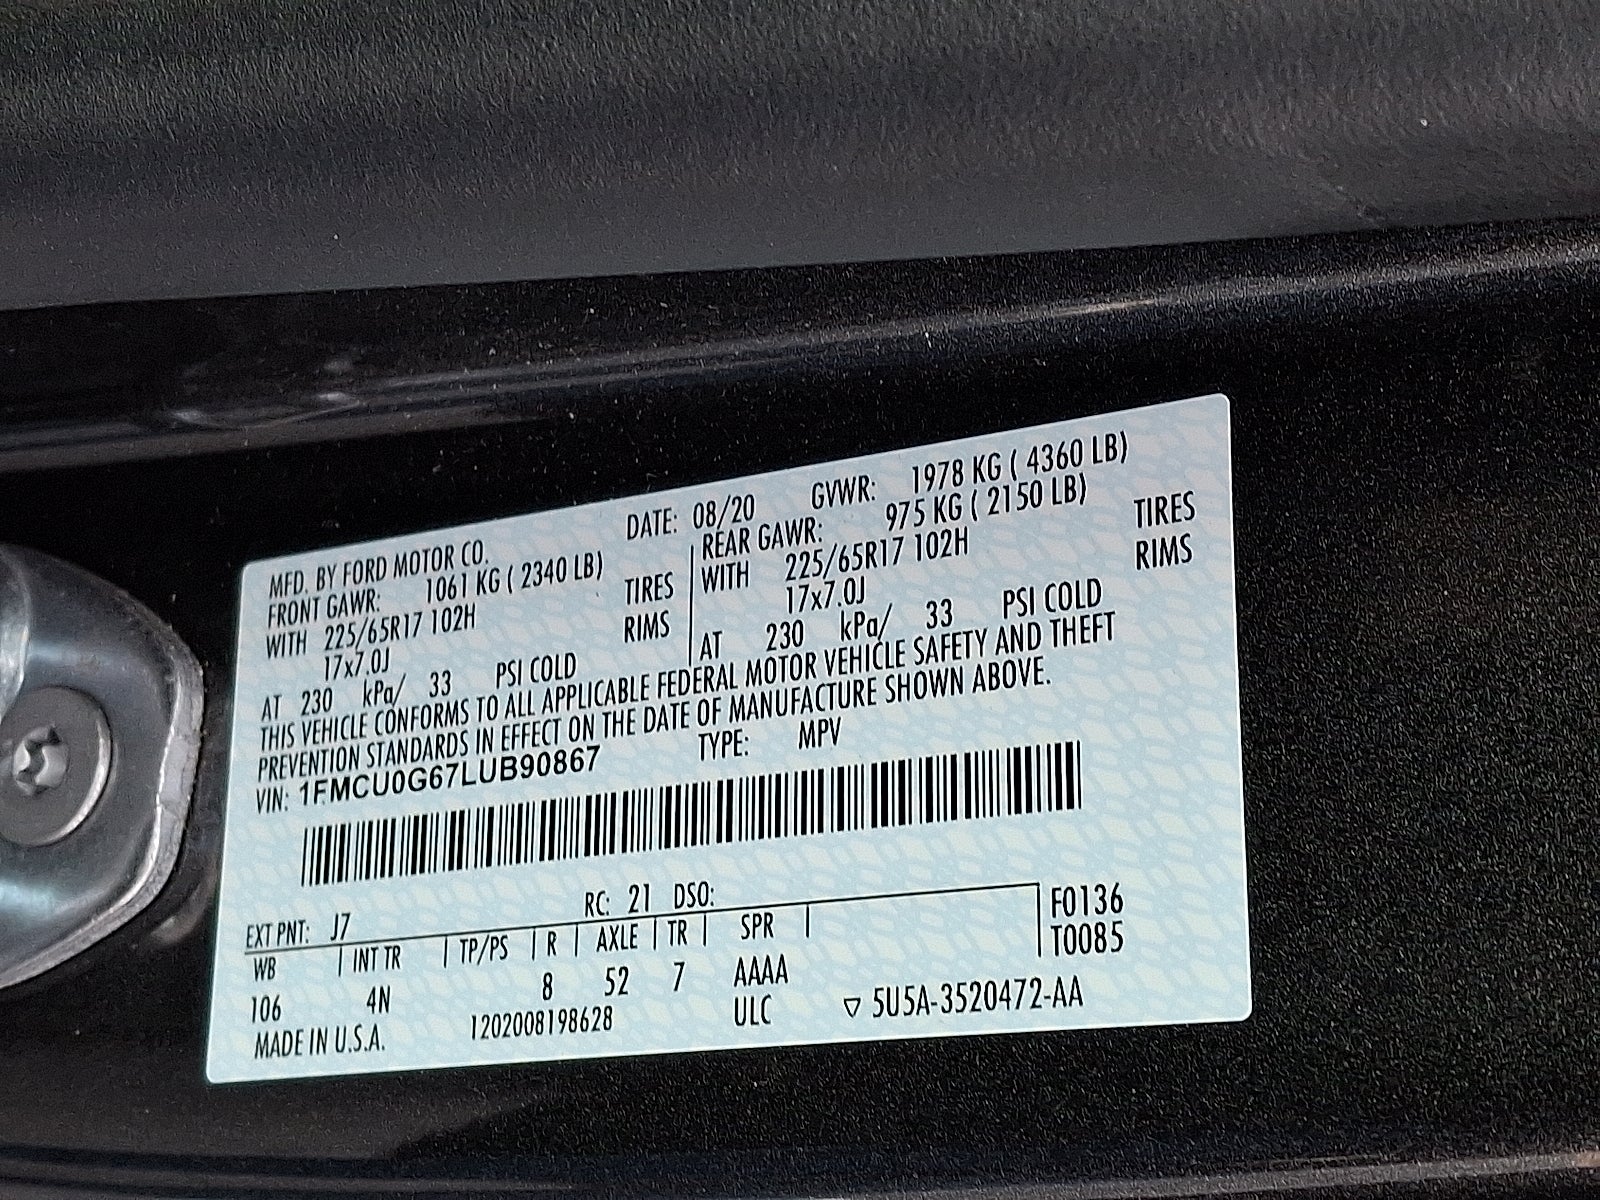 MFD. BY FORD MOTOR CO. DATE: 08/20 GVWR: 1978 KG ( 4360 LB)
FRONT GAWR: 1061 KG ( 2340 LB) REAR GAWR: 975 KG ( 2150 LB)
WITH 225/65R17 102H TIRES WITH 225/65R17 102H TIRES
17x7.0J RIMS 17x7.0J RIMS
AT 230 kPa/ 33 PSI COLD AT 230 kPa/ 33 PSI COLD
THIS VEHICLE CONFORMS TO ALL APPLICABLE FEDERAL MOTOR VEHICLE SAFETY AND THEFT
PREVENTION STANDARDS IN EFFECT ON THE DATE OF MANUFACTURE SHOWN ABOVE.
VIN: 1FMCU0G67LUB90867 TYPE: MPV
EXT PNT: J7 RC: 21 DSO: F0136
WB INT TR TP/PS R AXLE TR SPR T0085
106 4N 8 52 7 AAAA
MADE IN U.S.A. 1202008198628 ULC ▽ 5U5A-3520472-AA